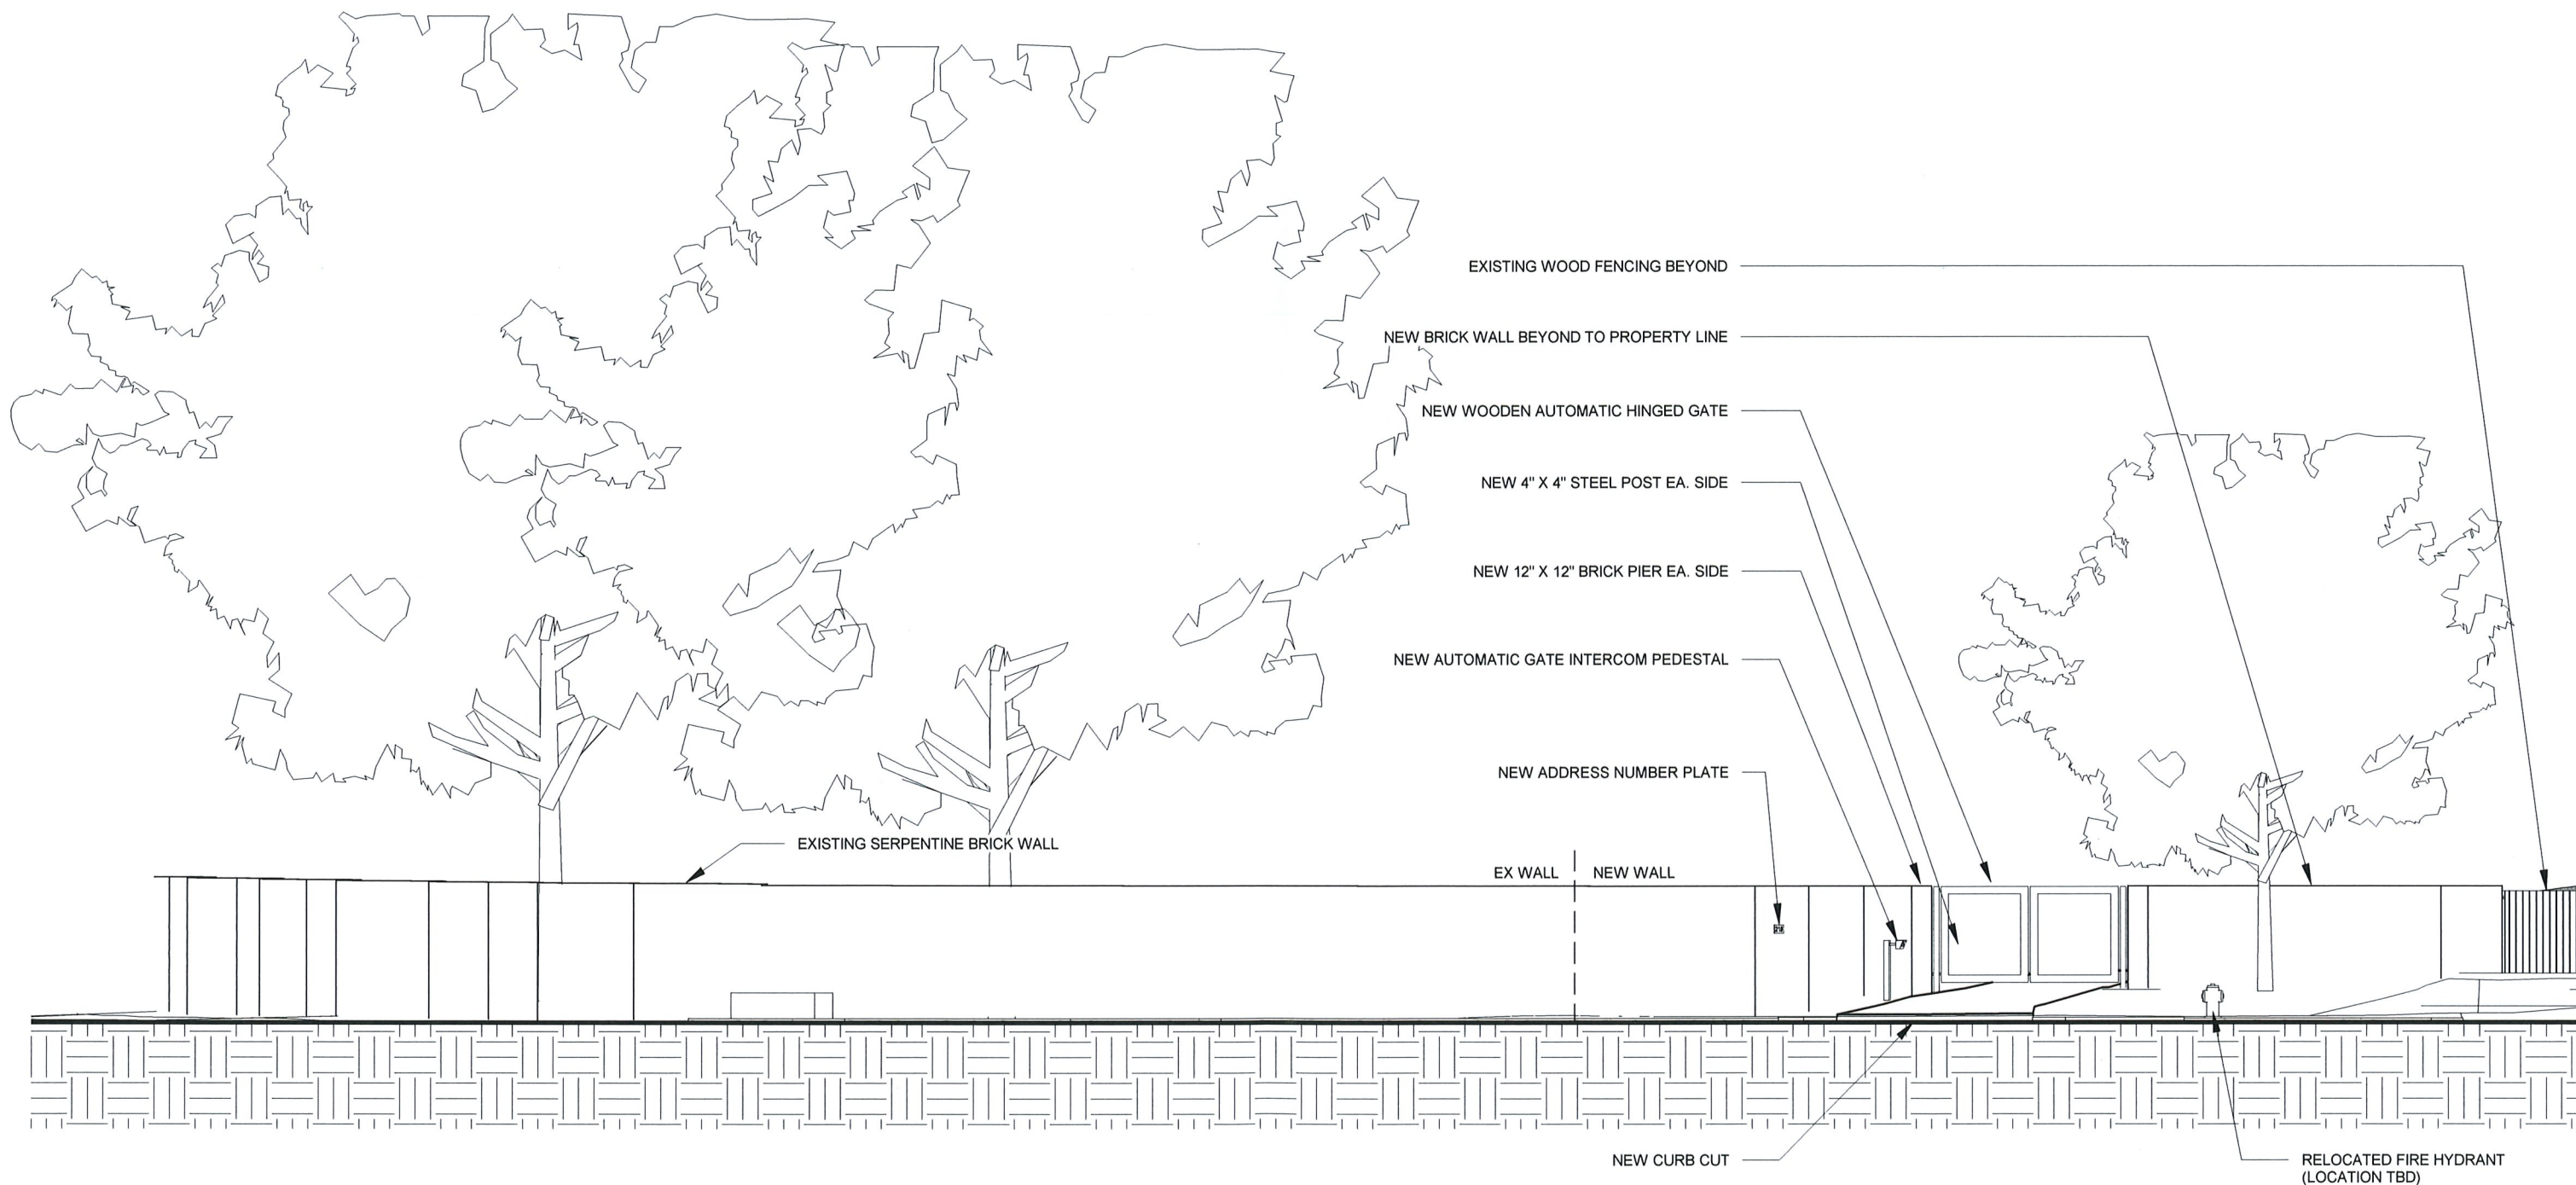 EXISTING WOOD FENCING BEYOND
NEW BRICK WALL BEYOND TO PROPERTY LINE
NEW WOODEN AUTOMATIC HINGED GATE
NEW 4" X 4" STEEL POST EA. SIDE
NEW 12" X 12" BRICK PIER EA. SIDE
NEW AUTOMATIC GATE INTERCOM PEDESTAL
NEW ADDRESS NUMBER PLATE
EXISTING SERPENTINE BRICK WALL
EX WALL
NEW WALL
NEW CURB CUT
RELOCATED FIRE HYDRANT
(LOCATION TBD)